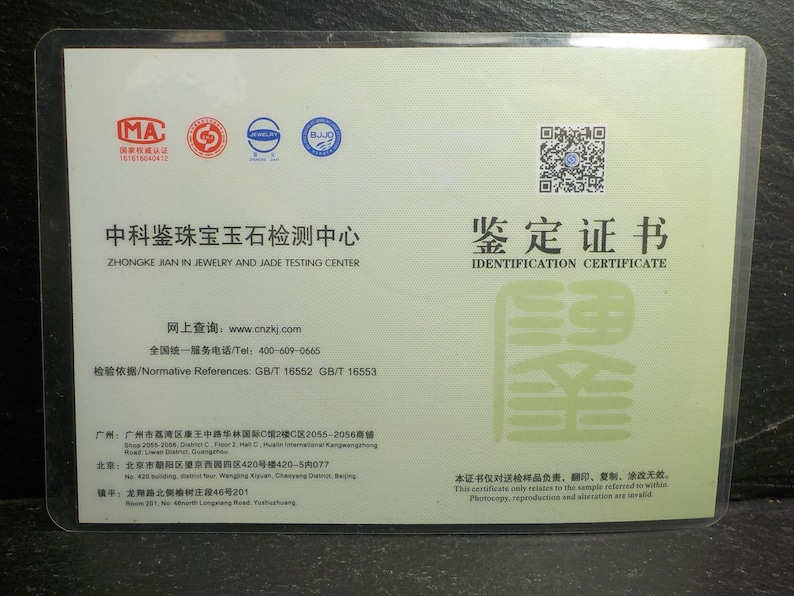 CMA
国家权威认证
161616040412
JEWELRY
ZHONGKE JIAN
BJJD
中科鉴珠宝玉石检测中心
ZHONGKE JIAN IN JEWELRY AND JADE TESTING CENTER
鉴定证书
IDENTIFICATION CERTIFICATE
网上查询：www.cnzkj.com
全国统一服务电话/Tel：400-609-0665
检验依据/Normative References: GB/T 16552 GB/T 16553
广州：广州市荔湾区康王中路华林国际C馆2楼C区2055-2056商铺
Shop 2055-2056, District C , Floor 2, Hall C , Hualin International Kangwangzhong
Road, Liwan District, Guangzhou.
北京：北京市朝阳区望京西园四区420号楼420-5内077
No. 420 building, district four, Wangjing Xiyuan, Chaoyang District, Beijing.
镇平：龙翔路北侧榆树庄段46号201
Room 201, No. 46north Longxiang Road: Yushuzhuang.
本证书仅对送检样品负责，翻印、复制、涂改无效。
This certificate only relates to the sample referred to within.
Photocopy, reproduction and alteration are invalid.